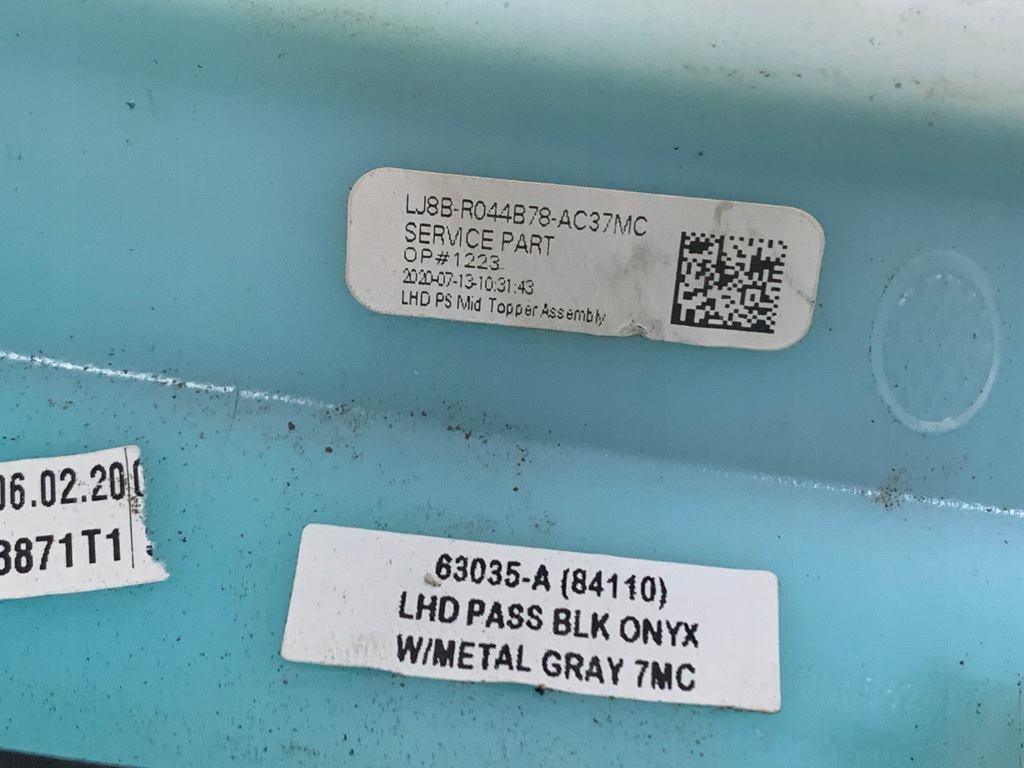 LJ8B-R044B78-AC37MC
SERVICE PART
OP#1223
2020-07-13-10:31:43
LHD PS Mid Topper Assembly
06.02.20
3871T1
63035-A (84110)
LHD PASS BLK ONYX
W/METAL GRAY 7MC